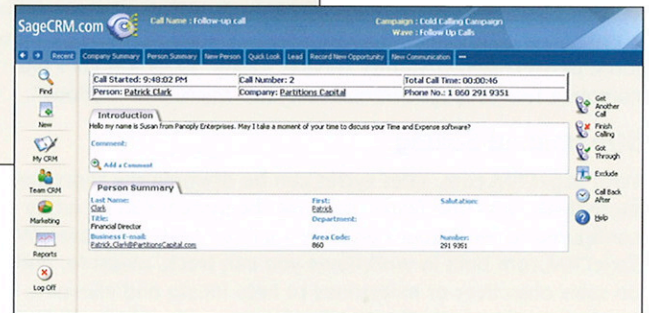 SageCRM.com
Call Name : Follow-up call
Campaign : Cold Calling Campaign
Wave : Follow Up Calls
Recent Company Summary Person Summary New Person Quick Look Lead Record New Opportunity New Communication
Find
New
My CRM
Team CRM
Marketing
Reports
Log Off
Call Started: 9:48:02 PM Call Number: 2 Total Call Time: 00:00:46
Person: Patrick Clark Company: Partitions Capital Phone No.: 1 860 291 9351
Introduction
Hello my name is Susan from Panoply Enterprises. May I take a moment of your time to discuss your Time and Expense software?
Comment:
Add a Comment
Person Summary
Last Name: First: Salutation:
Clark Patrick
Title: Department:
Financial Director
Business E-mail: Area Code: Number:
Patrick.Clark@PartitionsCapital.com 860 291 9351
Get
Another
Call
Finish
Calling
Got
Through
Exclude
Call Back
After
Help